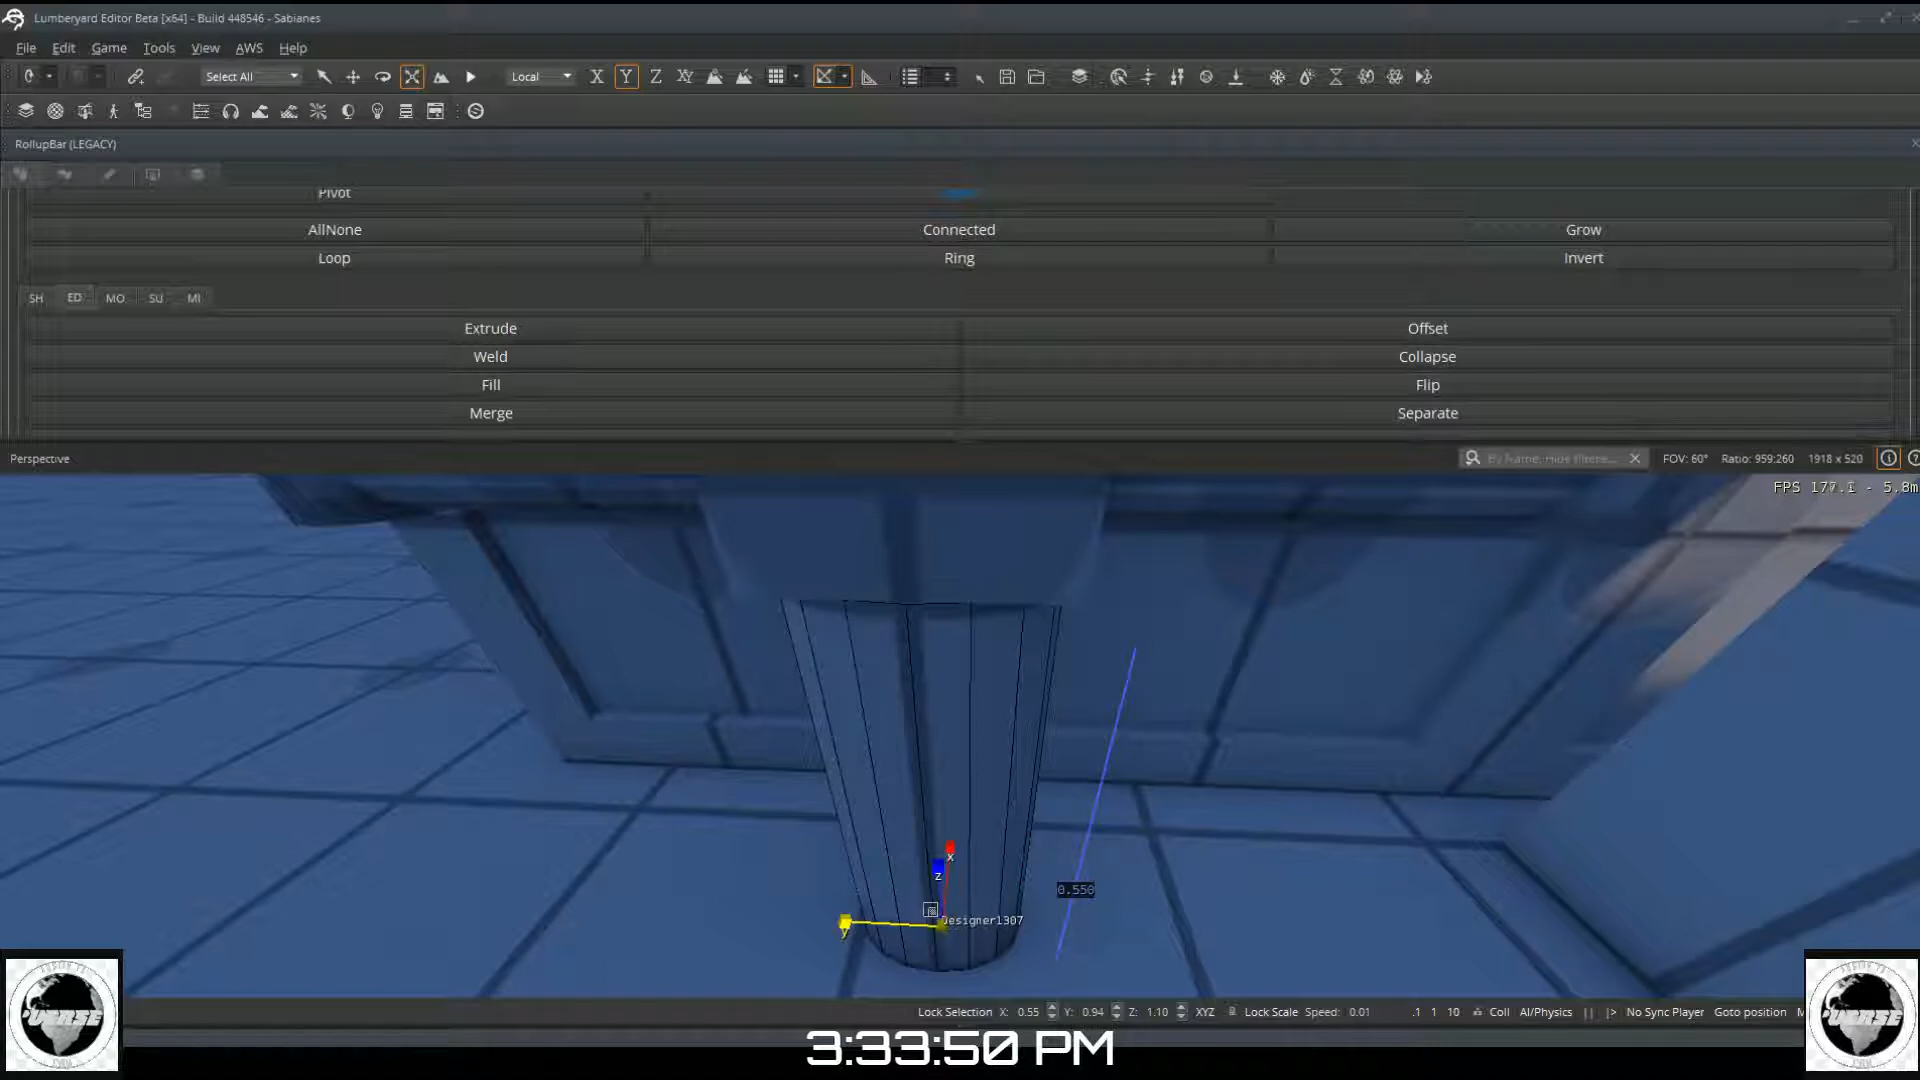 Lumberyard Editor Beta [x64] - Build 448546 - Sabianes
File Edit Game Tools View AWS Help
Select All Local X Y Z XY
RollupBar (LEGACY)
Pivot
AllNone Connected Grow
Loop Ring Invert
SH ED MO SU MI
Extrude Offset
Weld Collapse
Fill Flip
Merge Separate
Perspective FOV: 60° Ratio: 959:260 1918 x 520
FPS 177.1 - 5.8m
x
z
0.550
Designer1307
y
Lock Selection X: 0.55 Y: 0.94 Z: 1.10 XYZ Lock Scale Speed: 0.01 .1 1 10 Coll AI/Physics No Sync Player Goto position
3:33:50 PM
VERSE
VERSE